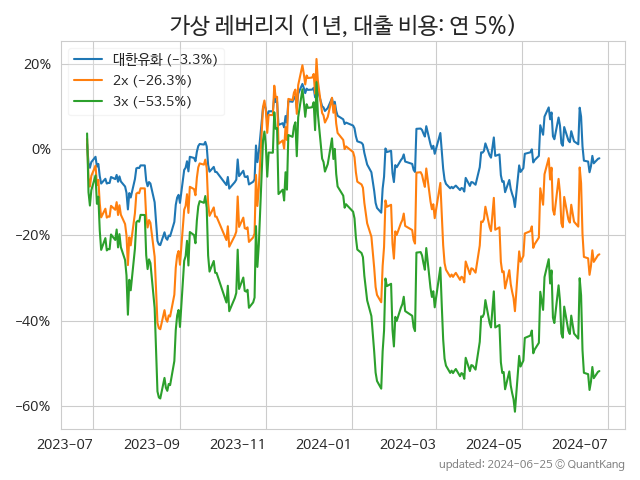 가상 레버리지 (1년, 대출 비용: 연 5%)
대한유화 (−3.3%)
2x (−26.3%)
3x (−53.5%)
20%
0%
−20%
−40%
−60%
2023-07 2023-09 2023-11 2024-01 2024-03 2024-05 2024-07
updated: 2024-06-25 © QuantKang